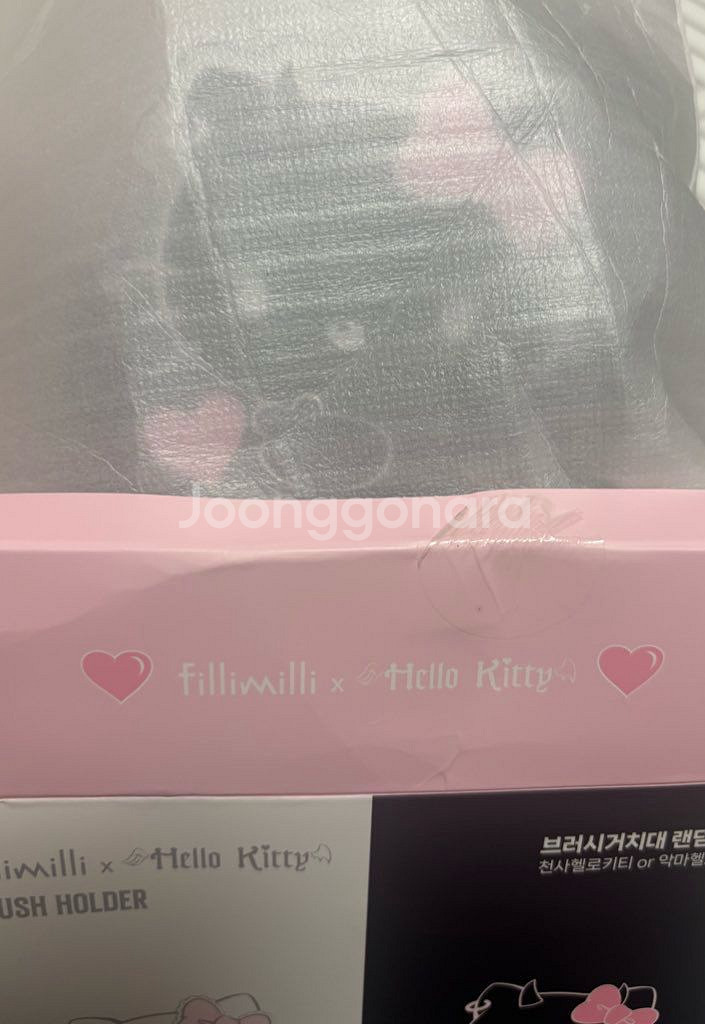 Joonggonara
fillimilli x Hello Kitty
limilli x Hello Kitty
USH HOLDER
브러시거치대 랜덤
천사헬로키티 or 악마헬